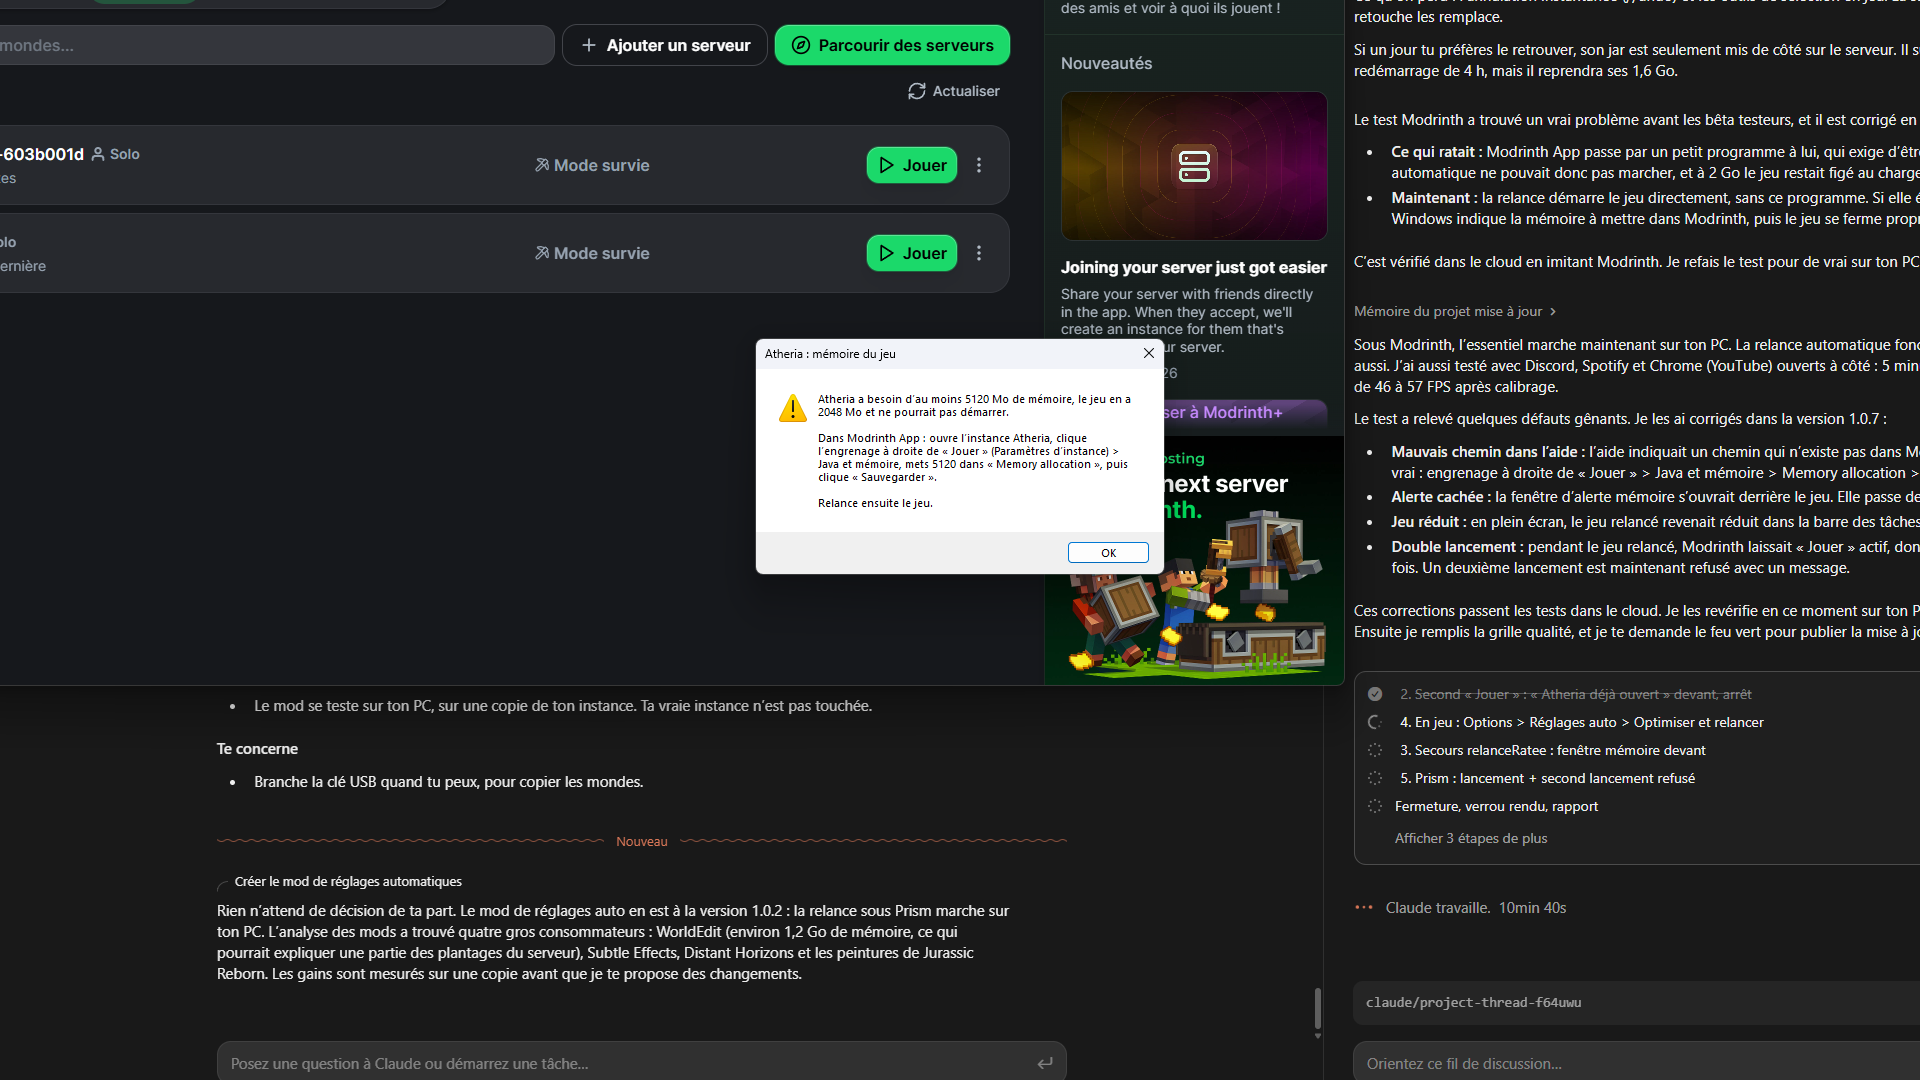 mondes...
Ajouter un serveur
Parcourir des serveurs
Actualiser
-603b001d Solo
es
Mode survie
Jouer
olo
ernière
Mode survie
Jouer
des amis et voir à quoi ils jouent !
Nouveautés
Joining your server just got easier
Share your server with friends directly
in the app. When they accept, we'll
create an instance for them that's
ur server.
26
ser à Modrinth+
osting
next server
nth.
Atheria : mémoire du jeu
Atheria a besoin d’au moins 5120 Mo de mémoire, le jeu en a
2048 Mo et ne pourrait pas démarrer.
Dans Modrinth App : ouvre l’instance Atheria, clique
l’engrenage à droite de « Jouer » (Paramètres d’instance) >
Java et mémoire, mets 5120 dans « Memory allocation », puis
clique « Sauvegarder ».
Relance ensuite le jeu.
OK
Le mod se teste sur ton PC, sur une copie de ton instance. Ta vraie instance n’est pas touchée.
Te concerne
Branche la clé USB quand tu peux, pour copier les mondes.
Nouveau
Créer le mod de réglages automatiques
Rien n’attend de décision de ta part. Le mod de réglages auto en est à la version 1.0.2 : la relance sous Prism marche sur
ton PC. L’analyse des mods a trouvé quatre gros consommateurs : WorldEdit (environ 1,2 Go de mémoire, ce qui
pourrait expliquer une partie des plantages du serveur), Subtle Effects, Distant Horizons et les peintures de Jurassic
Reborn. Les gains sont mesurés sur une copie avant que je te propose des changements.
Posez une question à Claude ou démarrez une tâche...
retouche les remplace.
Si un jour tu préfères le retrouver, son jar est seulement mis de côté sur le serveur. Il s
redémarrage de 4 h, mais il reprendra ses 1,6 Go.
Le test Modrinth a trouvé un vrai problème avant les bêta testeurs, et il est corrigé en
Ce qui ratait : Modrinth App passe par un petit programme à lui, qui exige d’êtr
automatique ne pouvait donc pas marcher, et à 2 Go le jeu restait figé au charge
Maintenant : la relance démarre le jeu directement, sans ce programme. Si elle é
Windows indique la mémoire à mettre dans Modrinth, puis le jeu se ferme propr
C’est vérifié dans le cloud en imitant Modrinth. Je refais le test pour de vrai sur ton PC
Mémoire du projet mise à jour >
Sous Modrinth, l’essentiel marche maintenant sur ton PC. La relance automatique fonc
aussi. J’ai aussi testé avec Discord, Spotify et Chrome (YouTube) ouverts à côté : 5 min
de 46 à 57 FPS après calibrage.
Le test a relevé quelques défauts gênants. Je les ai corrigés dans la version 1.0.7 :
Mauvais chemin dans l’aide : l’aide indiquait un chemin qui n’existe pas dans M
vrai : engrenage à droite de « Jouer » > Java et mémoire > Memory allocation >
Alerte cachée : la fenêtre d’alerte mémoire s’ouvrait derrière le jeu. Elle passe de
Jeu réduit : en plein écran, le jeu relancé revenait réduit dans la barre des tâches
Double lancement : pendant le jeu relancé, Modrinth laissait « Jouer » actif, don
fois. Un deuxième lancement est maintenant refusé avec un message.
Ces corrections passent les tests dans le cloud. Je les revérifie en ce moment sur ton P
Ensuite je remplis la grille qualité, et je te demande le feu vert pour publier la mise à jo
2. Second « Jouer » : « Atheria déjà ouvert » devant, arrêt
4. En jeu : Options > Réglages auto > Optimiser et relancer
3. Secours relanceRatee : fenêtre mémoire devant
5. Prism : lancement + second lancement refusé
Fermeture, verrou rendu, rapport
Afficher 3 étapes de plus
Claude travaille. 10min 40s
claude/project-thread-f64uwu
Orientez ce fil de discussion...